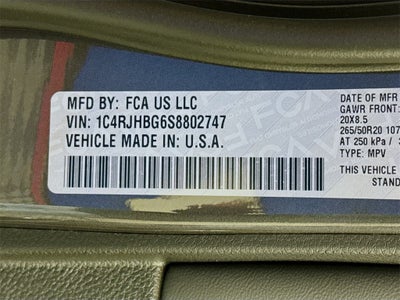 MFD BY: FCA US LLC
VIN: 1C4RJHBG6S8802747
VEHICLE MADE IN: U.S.A.
DATE OF MFR
GAWR FRONT:
20X8.5
265/50R20 107
AT 250 kPa /
TYPE: MPV
THIS VEHICLE
STAND
FCA